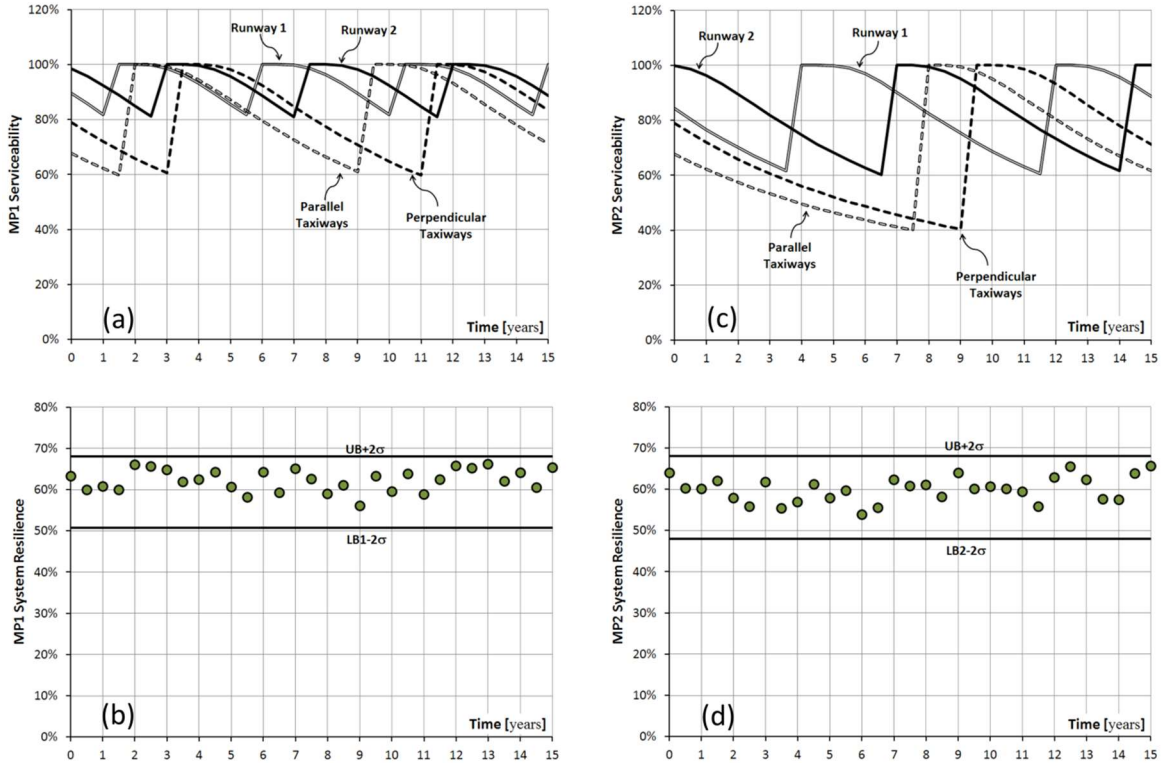 120%
100%
80%
60%
40%
20%
0%
MP1 Serviceability
Runway 1
Runway 2
Parallel
Taxiways
Perpendicular
Taxiways
(a)
Time [years]
0 1 2 3 4 5 6 7 8 9 10 11 12 13 14 15
120%
100%
80%
60%
40%
20%
0%
MP2 Serviceability
Runway 2
Runway 1
Parallel
Taxiways
Perpendicular
Taxiways
(c)
Time [years]
0 1 2 3 4 5 6 7 8 9 10 11 12 13 14 15
80%
70%
60%
50%
40%
30%
20%
10%
0%
MP1 System Resilience
UB+2σ
LB1-2σ
(b)
Time [years]
0 1 2 3 4 5 6 7 8 9 10 11 12 13 14 15
80%
70%
60%
50%
40%
30%
20%
10%
0%
MP2 System Resilience
UB+2σ
LB2-2σ
(d)
Time [years]
0 1 2 3 4 5 6 7 8 9 10 11 12 13 14 15